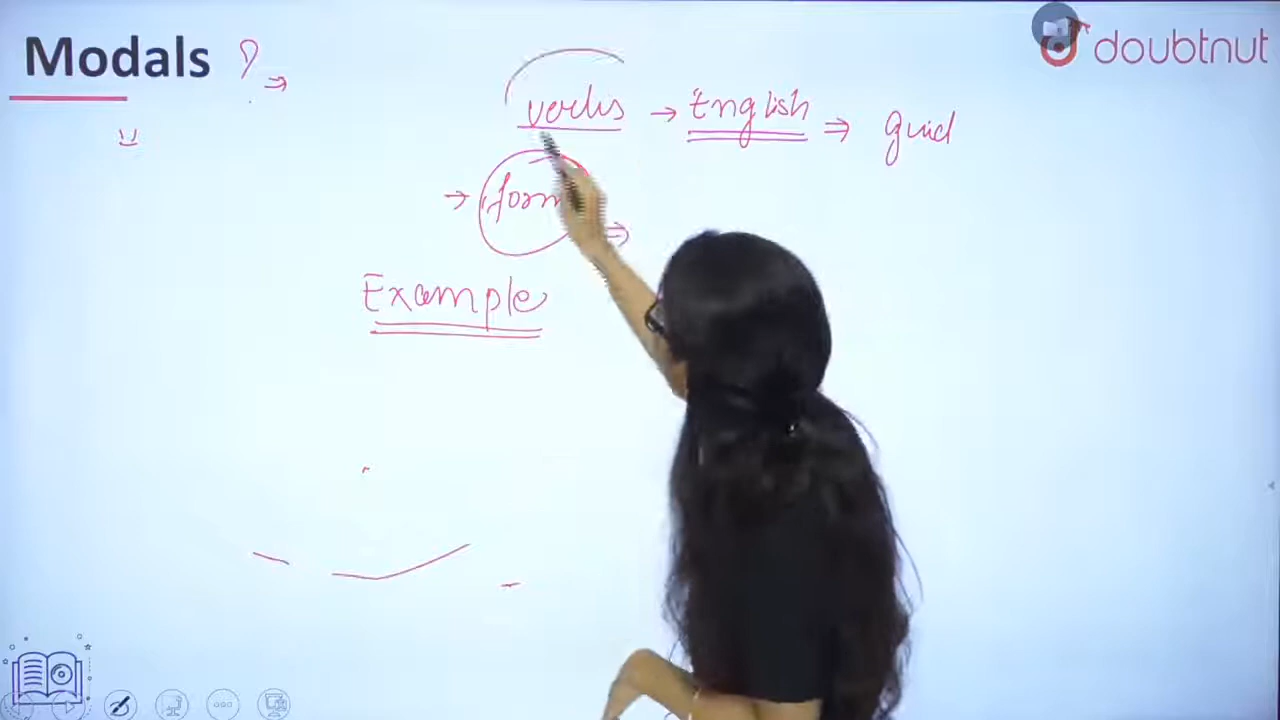 Modals ?
doubtnut
verbs → English ⇒ guid
→ form ⇒
Example